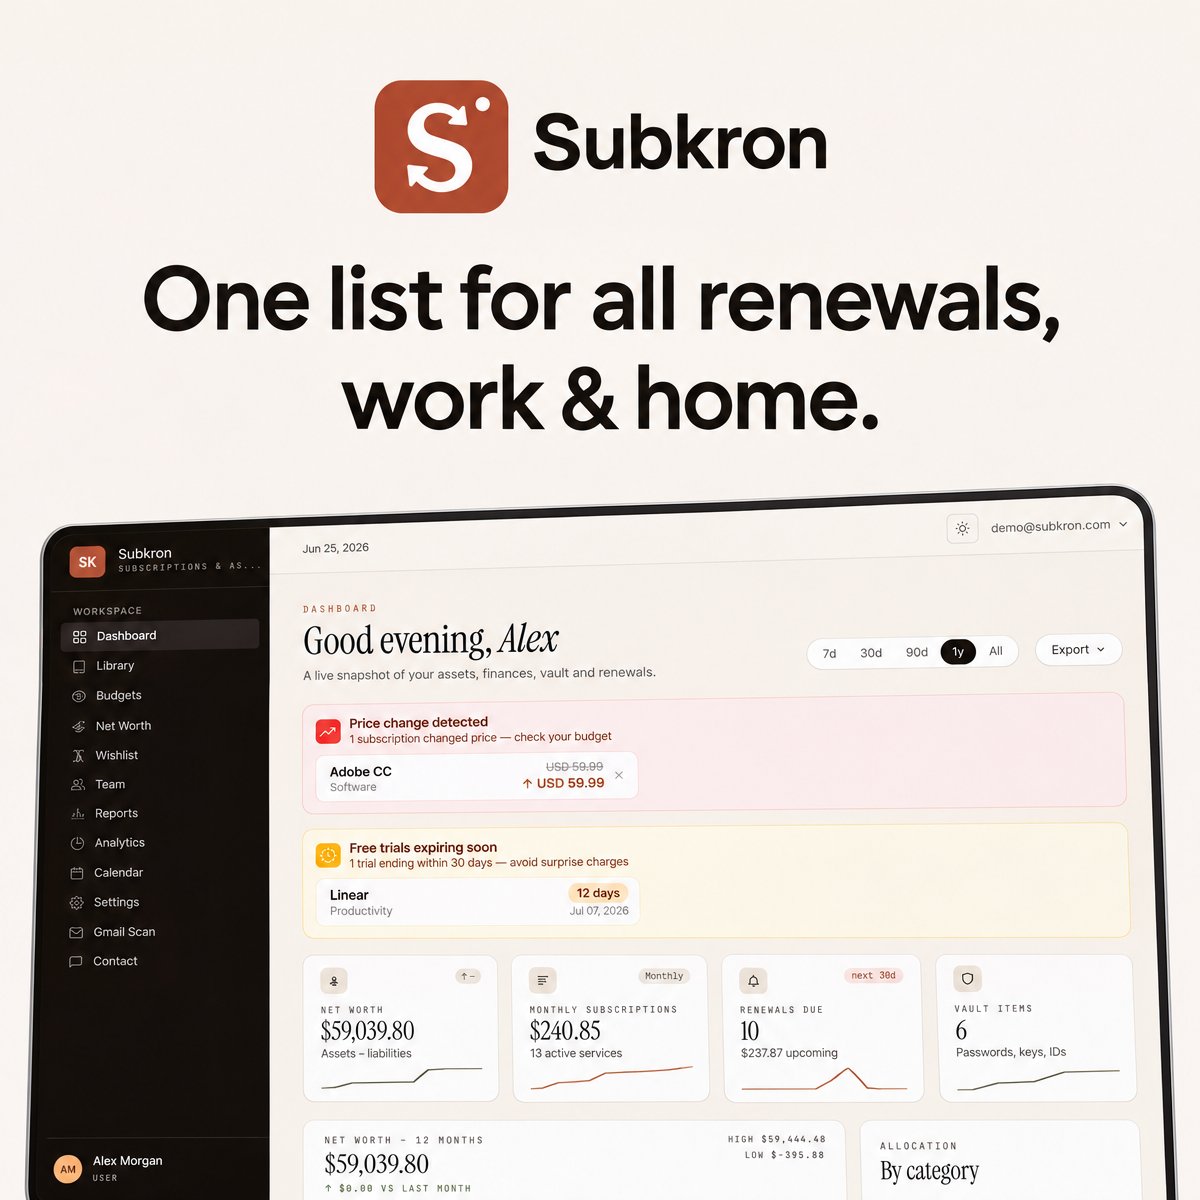 S
Subkron
One list for all renewals,
work & home.
SK
Subkron
SUBSCRIPTIONS & AS...
Jun 25, 2026
demo@subkron.com
WORKSPACE
Dashboard
Library
Budgets
Net Worth
Wishlist
Team
Reports
Analytics
Calendar
Settings
Gmail Scan
Contact
AM
Alex Morgan
USER
DASHBOARD
Good evening, Alex
A live snapshot of your assets, finances, vault and renewals.
7d 30d 90d 1y All
Export
Price change detected
1 subscription changed price — check your budget
Adobe CC
Software
USD 59.99
↑ USD 59.99
×
Free trials expiring soon
1 trial ending within 30 days — avoid surprise charges
Linear
Productivity
12 days
Jul 07, 2026
↑ –
NET WORTH
$59,039.80
Assets – liabilities
Monthly
MONTHLY SUBSCRIPTIONS
$240.85
13 active services
next 30d
RENEWALS DUE
10
$237.87 upcoming
VAULT ITEMS
6
Passwords, keys, IDs
NET WORTH – 12 MONTHS
$59,039.80
↑ $0.00 VS LAST MONTH
HIGH $59,444.48
LOW $-395.88
ALLOCATION
By category